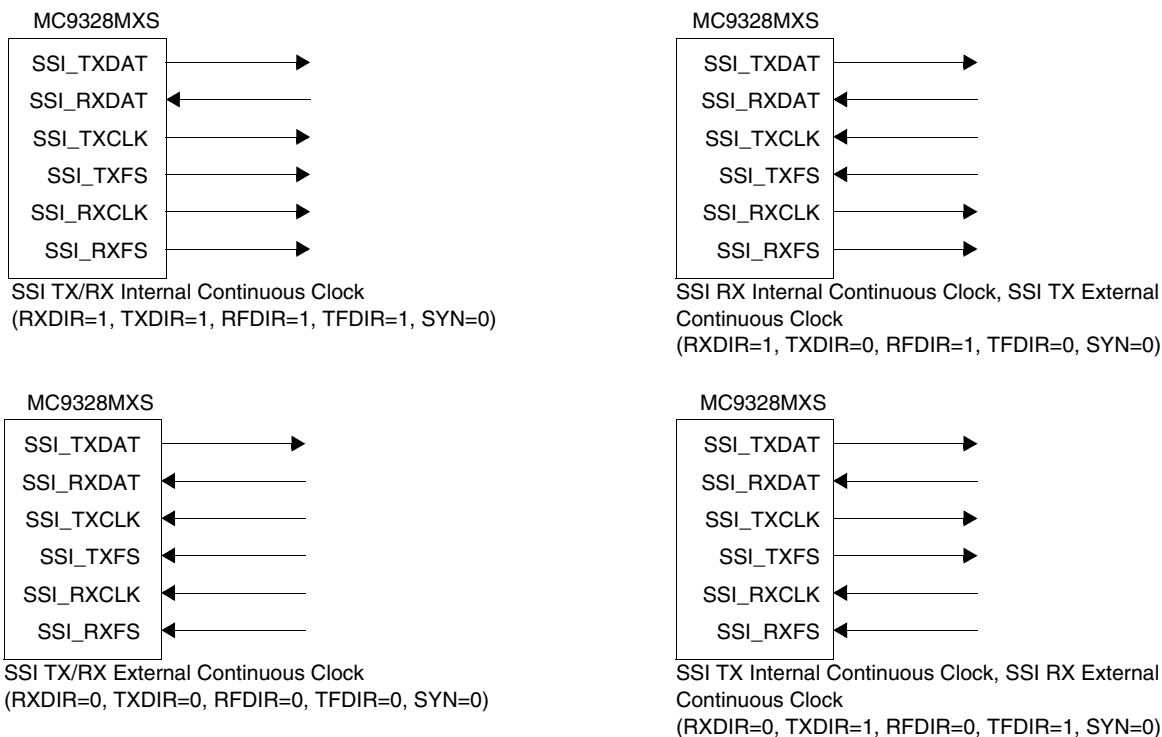 MC9328MXS
SSI_TXDAT
SSI_RXDAT
SSI_TXCLK
SSI_TXFS
SSI_RXCLK
SSI_RXFS
SSI TX/RX Internal Continuous Clock
(RXDIR=1, TXDIR=1, RFDIR=1, TFDIR=1, SYN=0)
MC9328MXS
SSI_TXDAT
SSI_RXDAT
SSI_TXCLK
SSI_TXFS
SSI_RXCLK
SSI_RXFS
SSI RX Internal Continuous Clock, SSI TX External
Continuous Clock
(RXDIR=1, TXDIR=0, RFDIR=1, TFDIR=0, SYN=0)
MC9328MXS
SSI_TXDAT
SSI_RXDAT
SSI_TXCLK
SSI_TXFS
SSI_RXCLK
SSI_RXFS
SSI TX/RX External Continuous Clock
(RXDIR=0, TXDIR=0, RFDIR=0, TFDIR=0, SYN=0)
MC9328MXS
SSI_TXDAT
SSI_RXDAT
SSI_TXCLK
SSI_TXFS
SSI_RXCLK
SSI_RXFS
SSI TX Internal Continuous Clock, SSI RX External
Continuous Clock
(RXDIR=0, TXDIR=1, RFDIR=0, TFDIR=1, SYN=0)